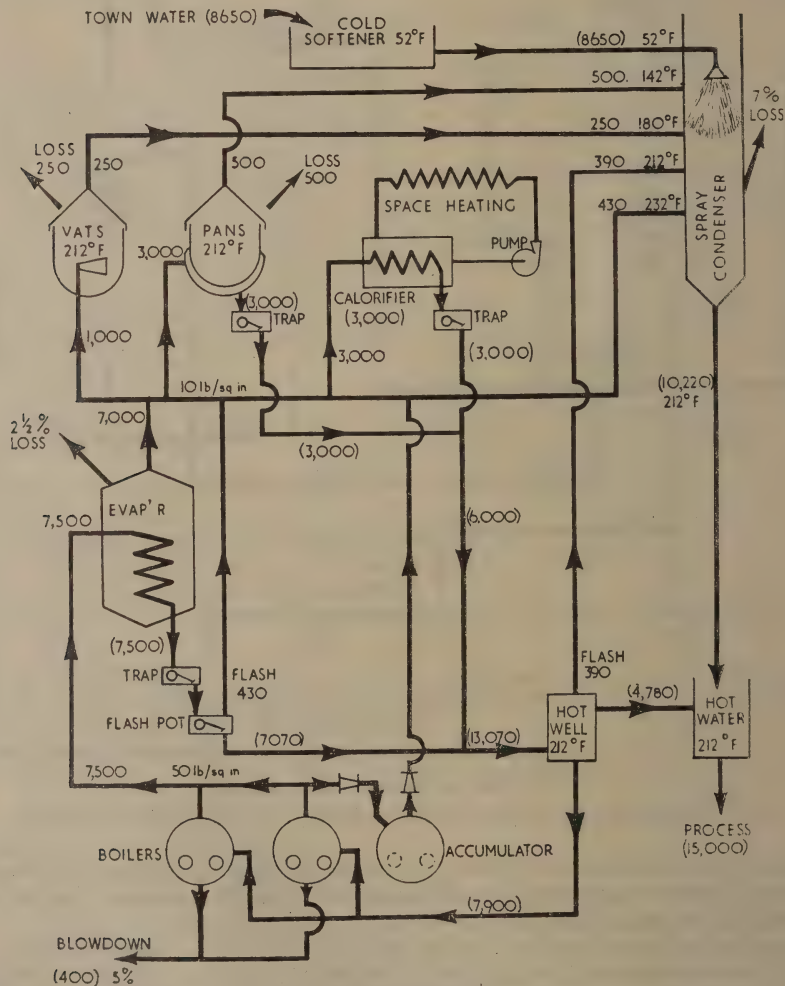 TOWN WATER (8650)
COLD
SOFTENER 52°F
(8650) 52°F
500. 142°F
7%
LOSS
LOSS
250
250
500
LOSS
500
250 180°F
390 212°F
SPACE HEATING
430 232°F
SPRAY
CONDENSER
VATS
212°F
PANS
212°F
3,000
PUMP
CALORIFIER
(3,000)
(3,000)
TRAP
TRAP
1,000
3,000
(3,000)
10 lb/sq in
(10,220)
212°F
7,000
2½%
LOSS
(3,000)
EVAP'R
7,500
(6,000)
(7,500)
TRAP
FLASH
430
FLASH
390
(4,780)
FLASH POT
HOT
WELL
212°F
HOT
WATER
212°F
(7070)
(13,070)
7,500
50 lb/sq in
BOILERS
ACCUMULATOR
PROCESS
(15,000)
(7,900)
BLOWDOWN
(400) 5%